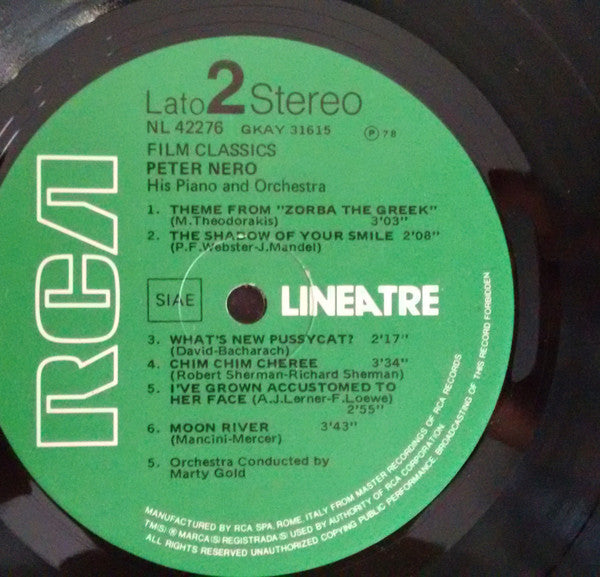 Lato 2 Stereo
NL 42276 GKAY 31615 Ⓟ 78
FILM CLASSICS
PETER NERO
His Piano and Orchestra
1. THEME FROM "ZORBA THE GREEK"
(M.Theodorakis) 3'03"
2. THE SHADOW OF YOUR SMILE 2'08"
(P.F.Webster-J.Mandel)
RCA
SIAE
LINEATRE
3. WHAT'S NEW PUSSYCAT? 2'17"
(David-Bacharach)
4. CHIM CHIM CHEREE 3'34"
(Robert Sherman-Richard Sherman)
5. I'VE GROWN ACCUSTOMED TO
HER FACE (A.J.Lerner-F.Loewe)
2'55"
6. MOON RIVER 3'43"
(Mancini-Mercer)
5. Orchestra Conducted by
Marty Gold
MANUFACTURED BY RCA SPA, ROME, ITALY FROM MASTER RECORDINGS OF RCA RECORDS
TM(S) ® MARCA(S) REGISTRADA(S) USED BY AUTHORITY OF RCA CORPORATION.
ALL RIGHTS RESERVED UNAUTHORIZED COPYING PUBLIC PERFORMANCE, BROADCASTING OF THIS RECORD FORBIDDEN